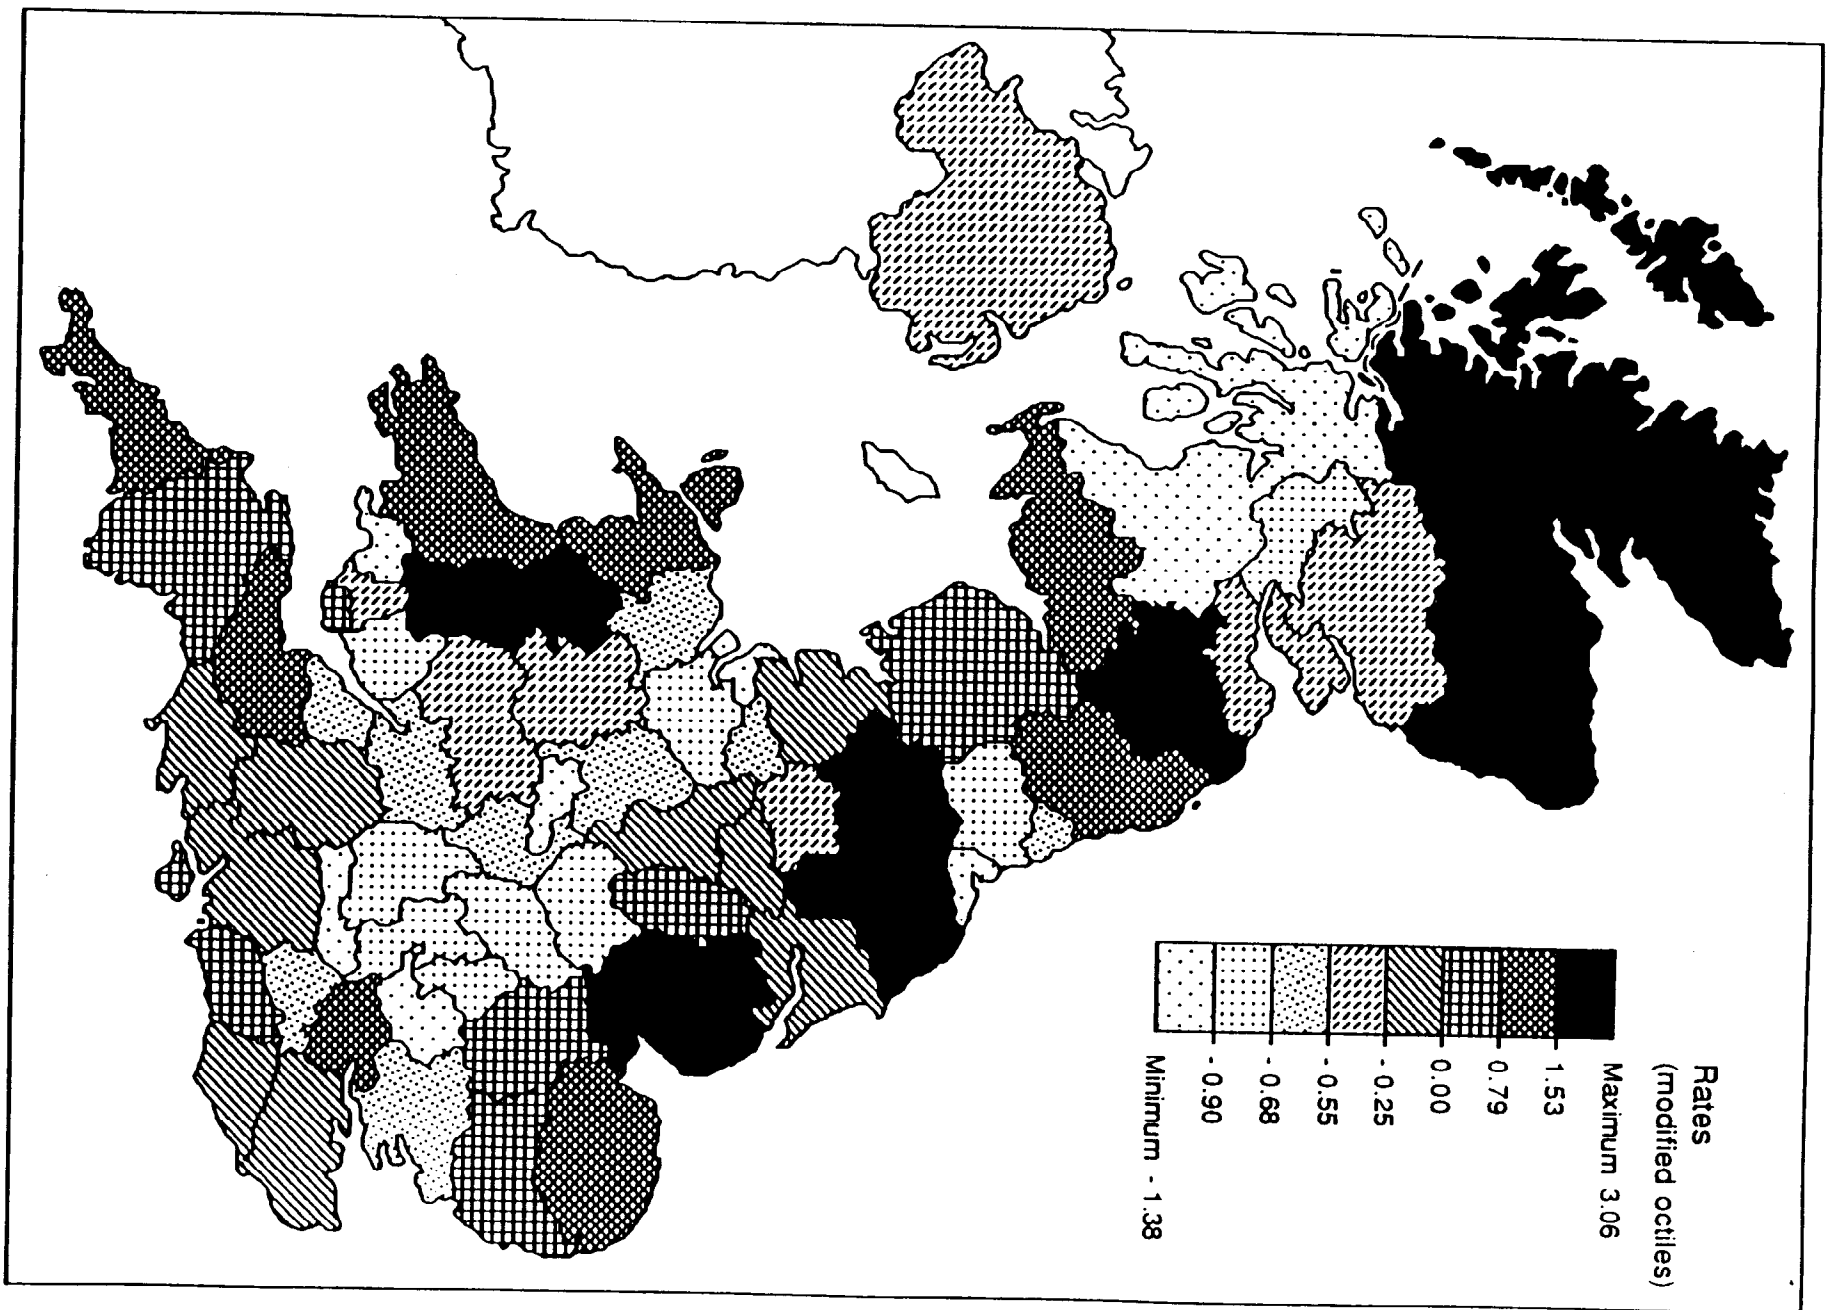 Rates
(modified octiles)
Maximum 3.06
1.53
0.79
0.00
- 0.25
- 0.55
- 0.68
- 0.90
Minimum - 1.38